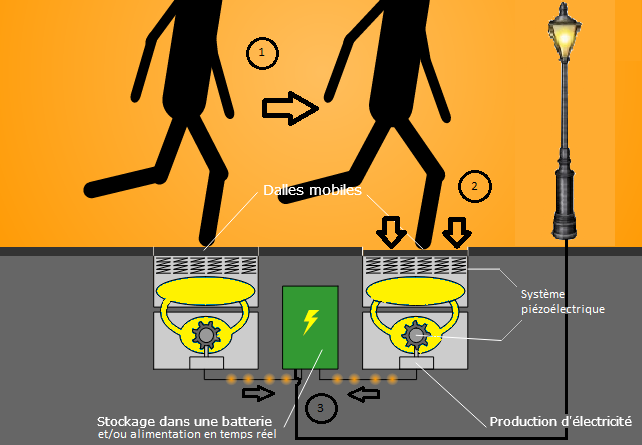 1
2
Dalles mobiles
Système
piézoélectrique
3
Stockage dans une batterie
et/ou alimentation en temps réel
Production d'électricité